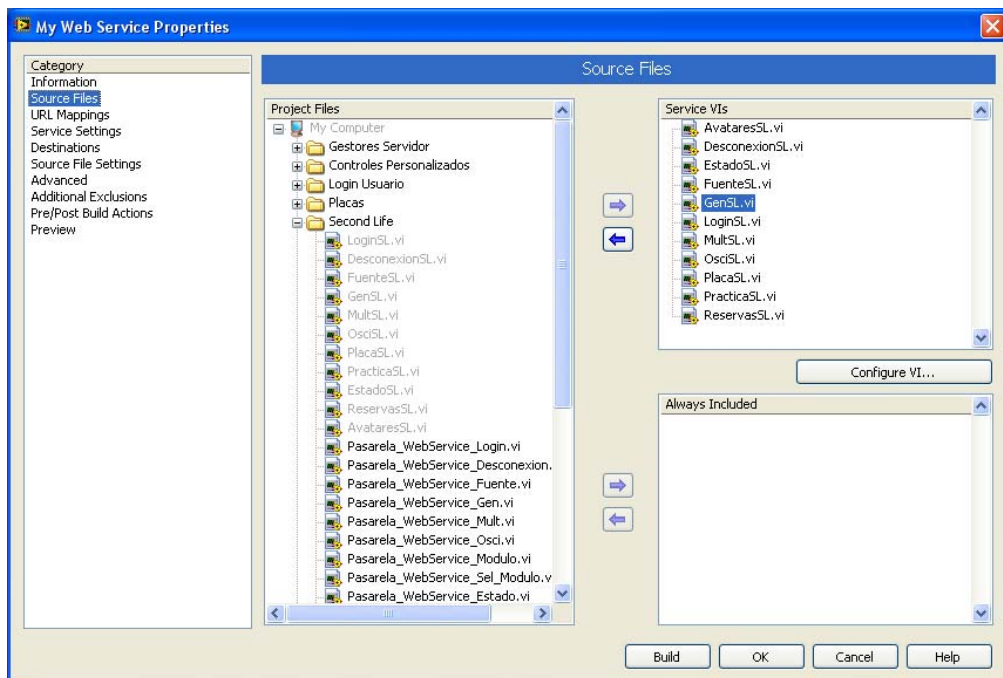 My Web Service Properties
Category
Information
Source Files
URL Mappings
Service Settings
Destinations
Source File Settings
Advanced
Additional Exclusions
Pre/Post Build Actions
Preview
Source Files
Project Files
My Computer
Gestores Servidor
Controles Personalizados
Login Usuario
Placas
Second Life
LoginSL.vi
DesconexionSL.vi
FuenteSL.vi
GenSL.vi
MultSL.vi
OsciSL.vi
PlacaSL.vi
PracticaSL.vi
EstadoSL.vi
ReservasSL.vi
AvataresSL.vi
Pasarela_WebService_Login.vi
Pasarela_WebService_Desconexion.
Pasarela_WebService_Fuente.vi
Pasarela_WebService_Gen.vi
Pasarela_WebService_Mult.vi
Pasarela_WebService_Osci.vi
Pasarela_WebService_Modulo.vi
Pasarela_WebService_Sel_Modulo.v
Pasarela_WebService_Estado.vi
Service VIs
AvataresSL.vi
DesconexionSL.vi
EstadoSL.vi
FuenteSL.vi
GenSL.vi
LoginSL.vi
MultSL.vi
OsciSL.vi
PlacaSL.vi
PracticaSL.vi
ReservasSL.vi
Configure VI...
Always Included
Build
OK
Cancel
Help